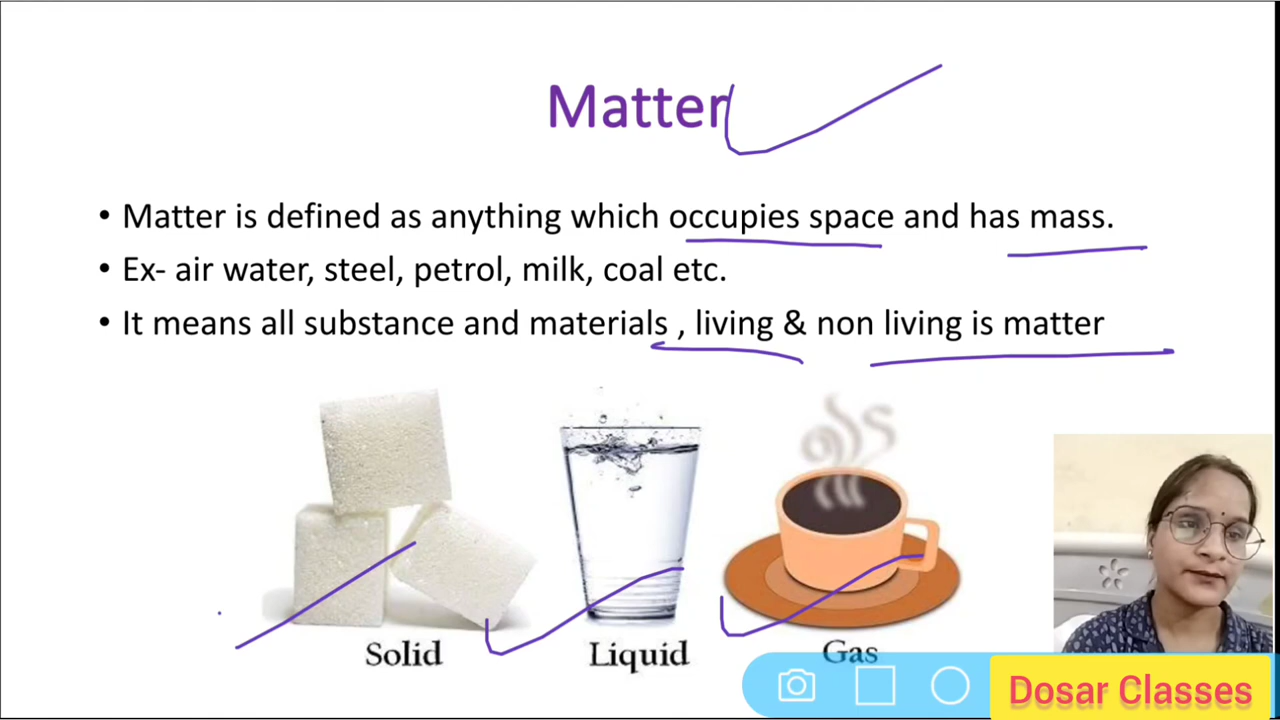 Matter
• Matter is defined as anything which occupies space and has mass.
• Ex- air water, steel, petrol, milk, coal etc.
• It means all substance and materials , living & non living is matter
Solid
Liquid
Gas
Dosar Classes